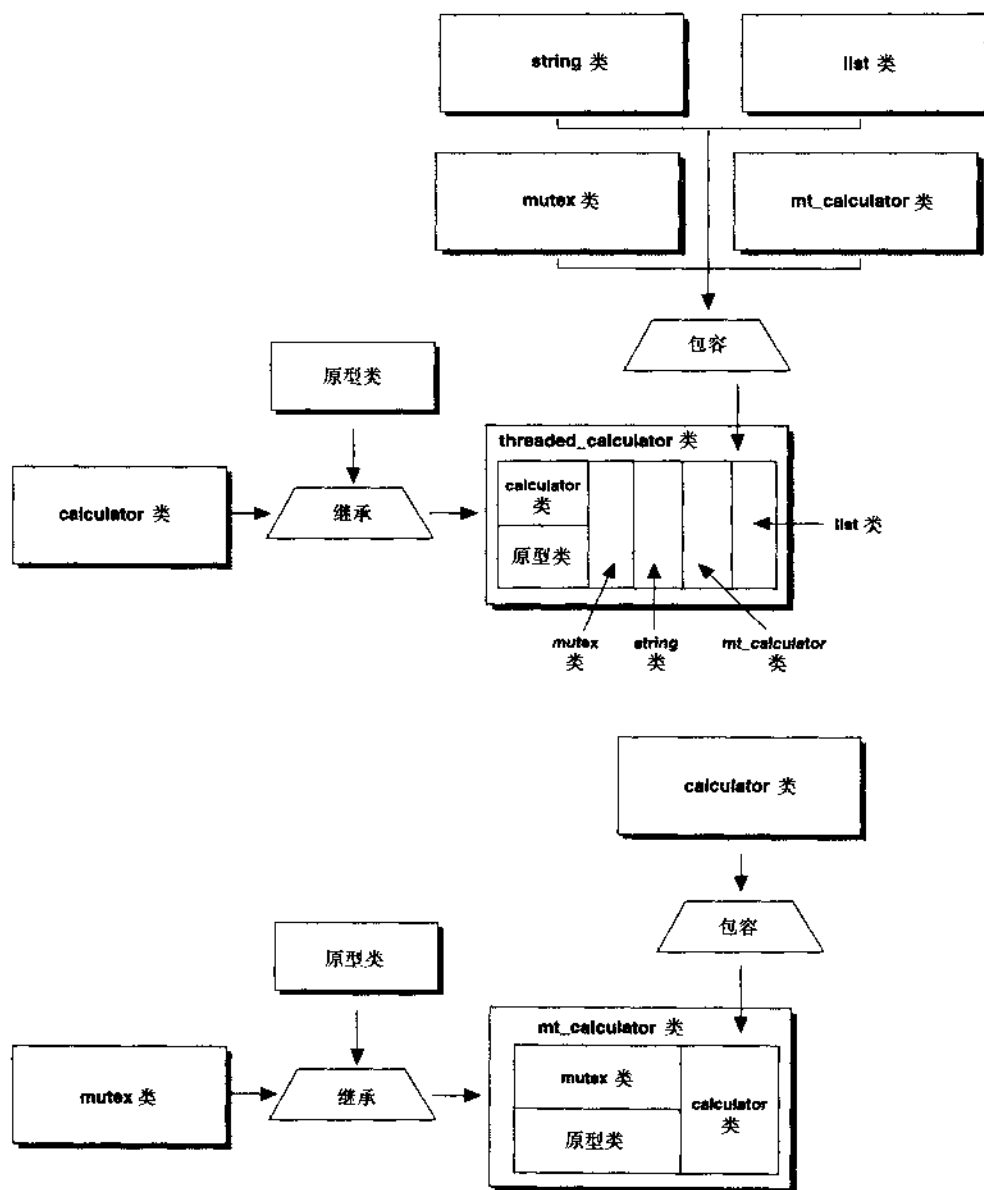 string 类
list 类
mutex 类
mt_calculator 类
包容
原型类
threaded_calculator 类
calculator 类
继承
calculator
类
原型类
list 类
mutex
类
string
类
mt_calculator
类
calculator 类
包容
原型类
mt_calculator 类
mutex 类
继承
mutex 类
原型类
calculator
类